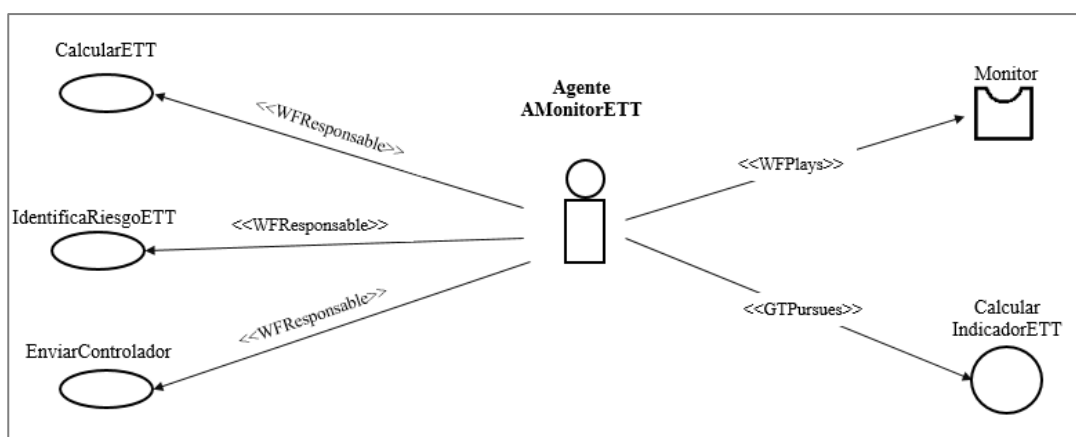 CalcularETT
<<WFResponsable>>
Agente
AMonitorETT
Monitor
<<WFPlays>>
IdentificaRiesgoETT
<<WFResponsable>>
<<GTPursues>>
Calcular
IndicadorETT
EnviarControlador
<<WFResponsable>>